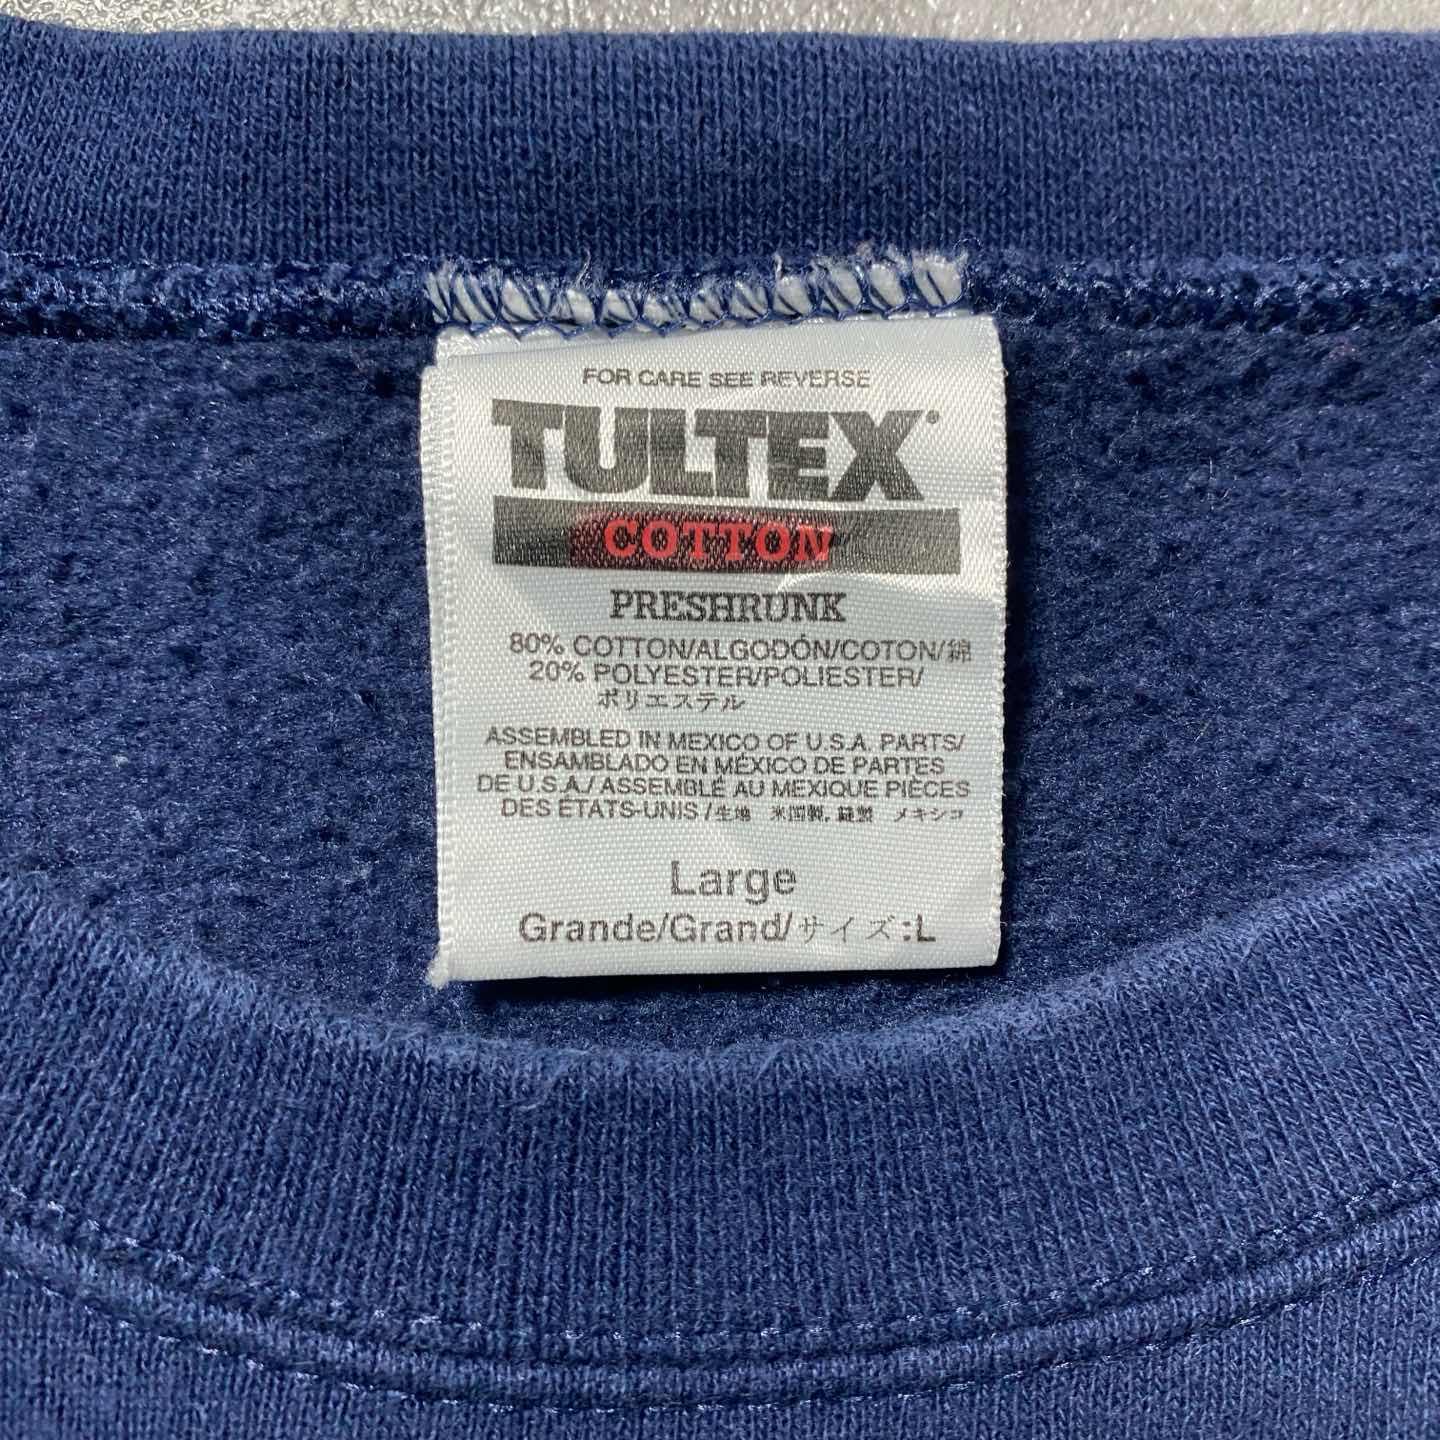 FOR CARE SEE REVERSE
TULTEX®
COTTON
PRESHRUNK
80% COTTON/ALGODÓN/COTON/綿
20% POLYESTER/POLIESTER/
ポリエステル
ASSEMBLED IN MEXICO OF U.S.A. PARTS/
ENSAMBLADO EN MÉXICO DE PARTES
DE U.S.A./ASSEMBLÉ AU MEXIQUE PIÈCES
DES ÉTATS-UNIS/生地 米国製, 縫製 メキシコ
Large
Grande/Grand/サイズ:L